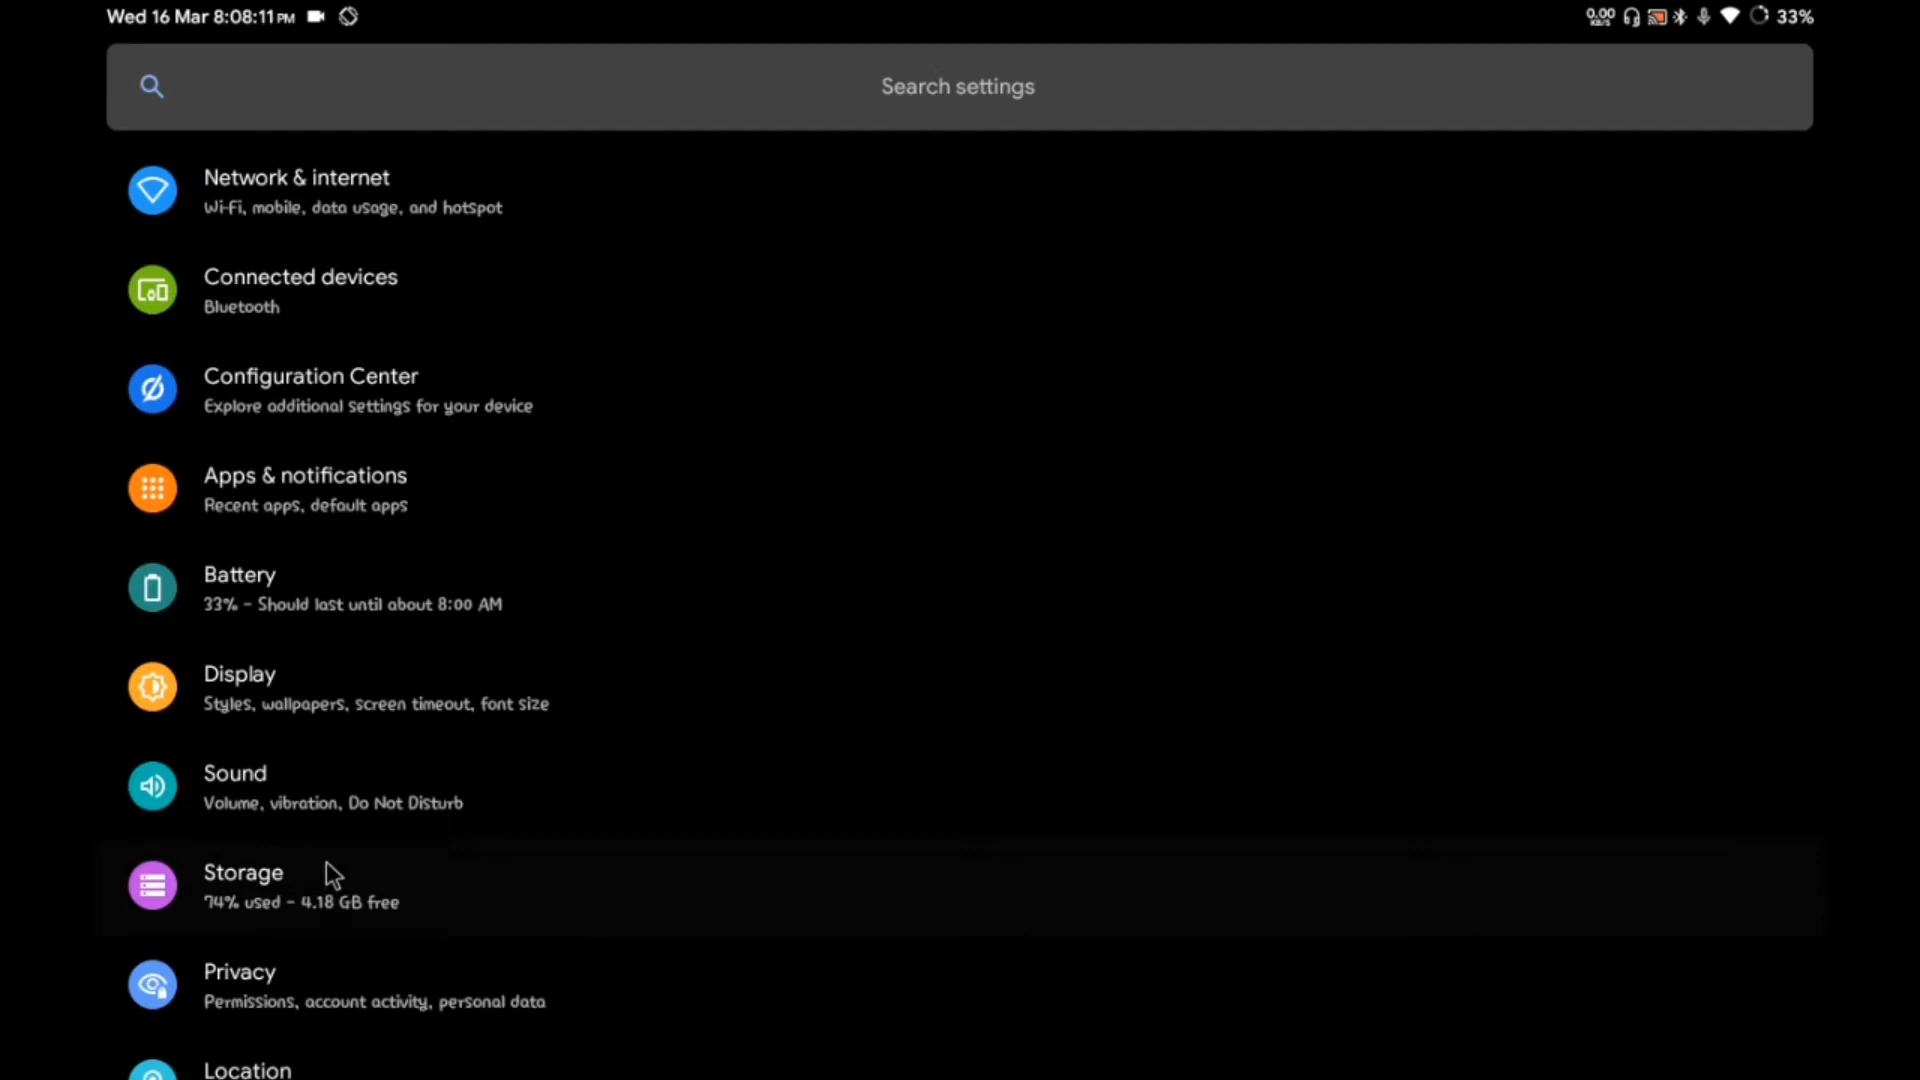 Wed 16 Mar 8:08:11 PM
0.00 KB/S 33%
Search settings
Network & internet
Wi-Fi, mobile, data usage, and hotspot
Connected devices
Bluetooth
Configuration Center
Explore additional settings for your device
Apps & notifications
Recent apps, default apps
Battery
33% - Should last until about 8:00 AM
Display
Styles, wallpapers, screen timeout, font size
Sound
Volume, vibration, Do Not Disturb
Storage
74% used - 4.18 GB free
Privacy
Permissions, account activity, personal data
Location